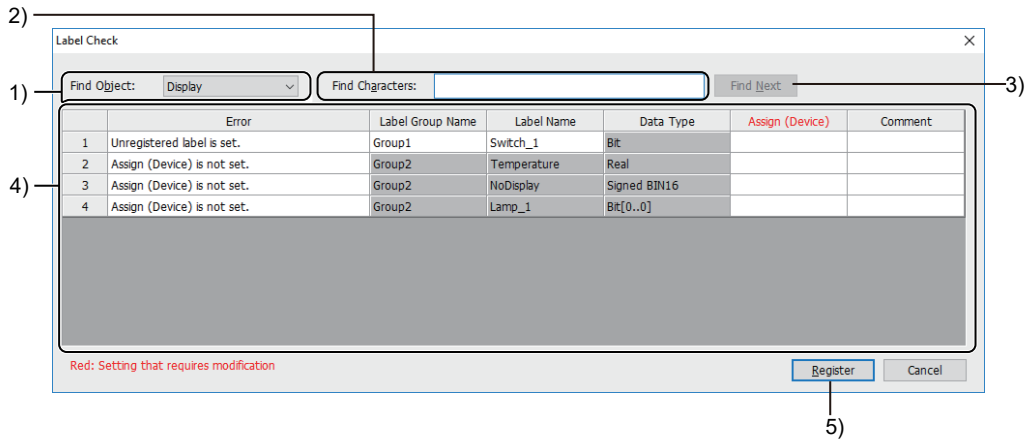 2)
Label Check
1)
Find Object: Display
Find Characters:
Find Next
3)
Error Label Group Name Label Name Data Type Assign (Device) Comment
1 Unregistered label is set. Group1 Switch_1 Bit
2 Assign (Device) is not set. Group2 Temperature Real
4)
3 Assign (Device) is not set. Group2 NoDisplay Signed BIN16
4 Assign (Device) is not set. Group2 Lamp_1 Bit[0..0]
Red: Setting that requires modification
Register Cancel
5)